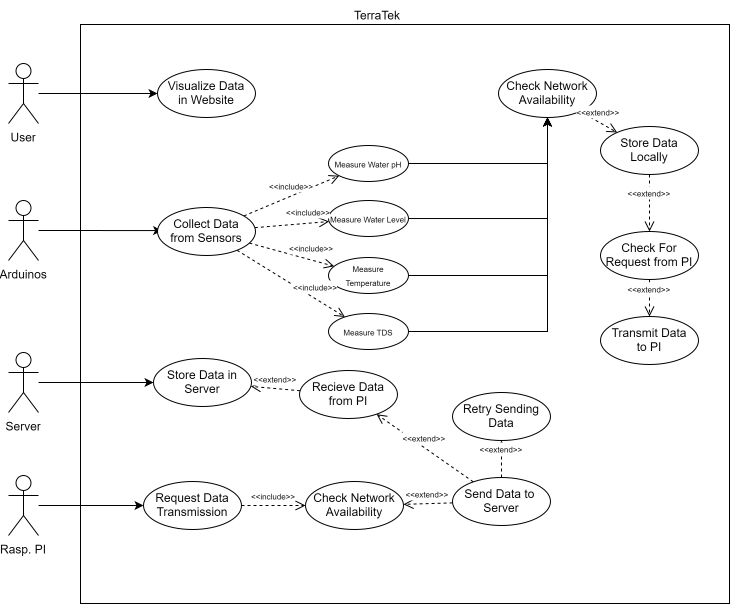 TerraTek
User
Visualize Data
in Website
Check Network
Availability
<<extend>>
Store Data
Locally
<<extend>>
Check For
Request from PI
<<extend>>
Transmit Data
to PI
Arduinos
Collect Data
from Sensors
<<include>>
Measure Water pH
<<include>>
Measure Water Level
<<include>>
Measure
Temperature
<<include>>
Measure TDS
Server
Store Data in
Server
<<extend>>
Recieve Data
from PI
<<extend>>
Retry Sending
Data
<<extend>>
Rasp. PI
Request Data
Transmission
<<include>>
Check Network
Availability
<<extend>>
Send Data to
Server